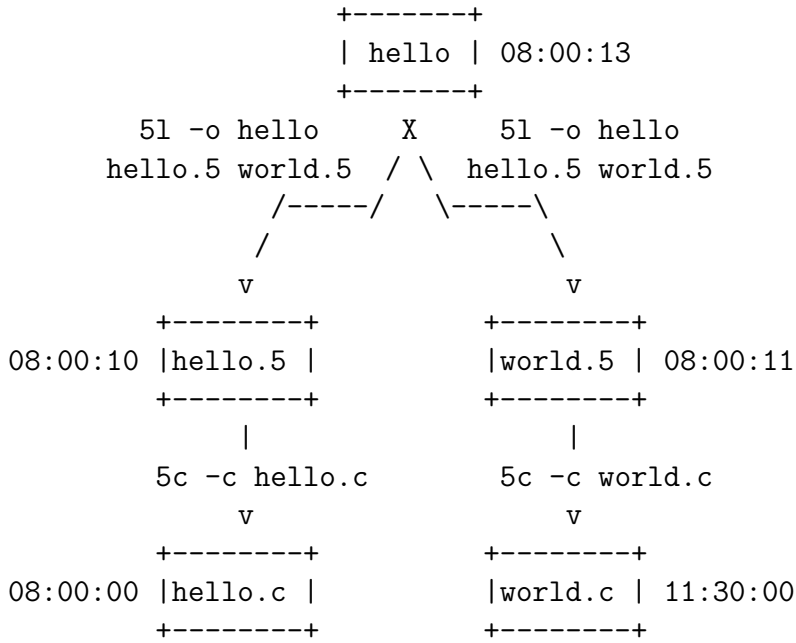 +-------+
| hello | 08:00:13
+-------+
5l -o hello X 5l -o hello
hello.5 world.5 / \ hello.5 world.5
/-----/ \-----\
/ \
v v
+--------+ +--------+
08:00:10 |hello.5 | |world.5 | 08:00:11
+--------+ +--------+
| |
5c -c hello.c 5c -c world.c
v v
+--------+ +--------+
08:00:00 |hello.c | |world.c | 11:30:00
+--------+ +--------+